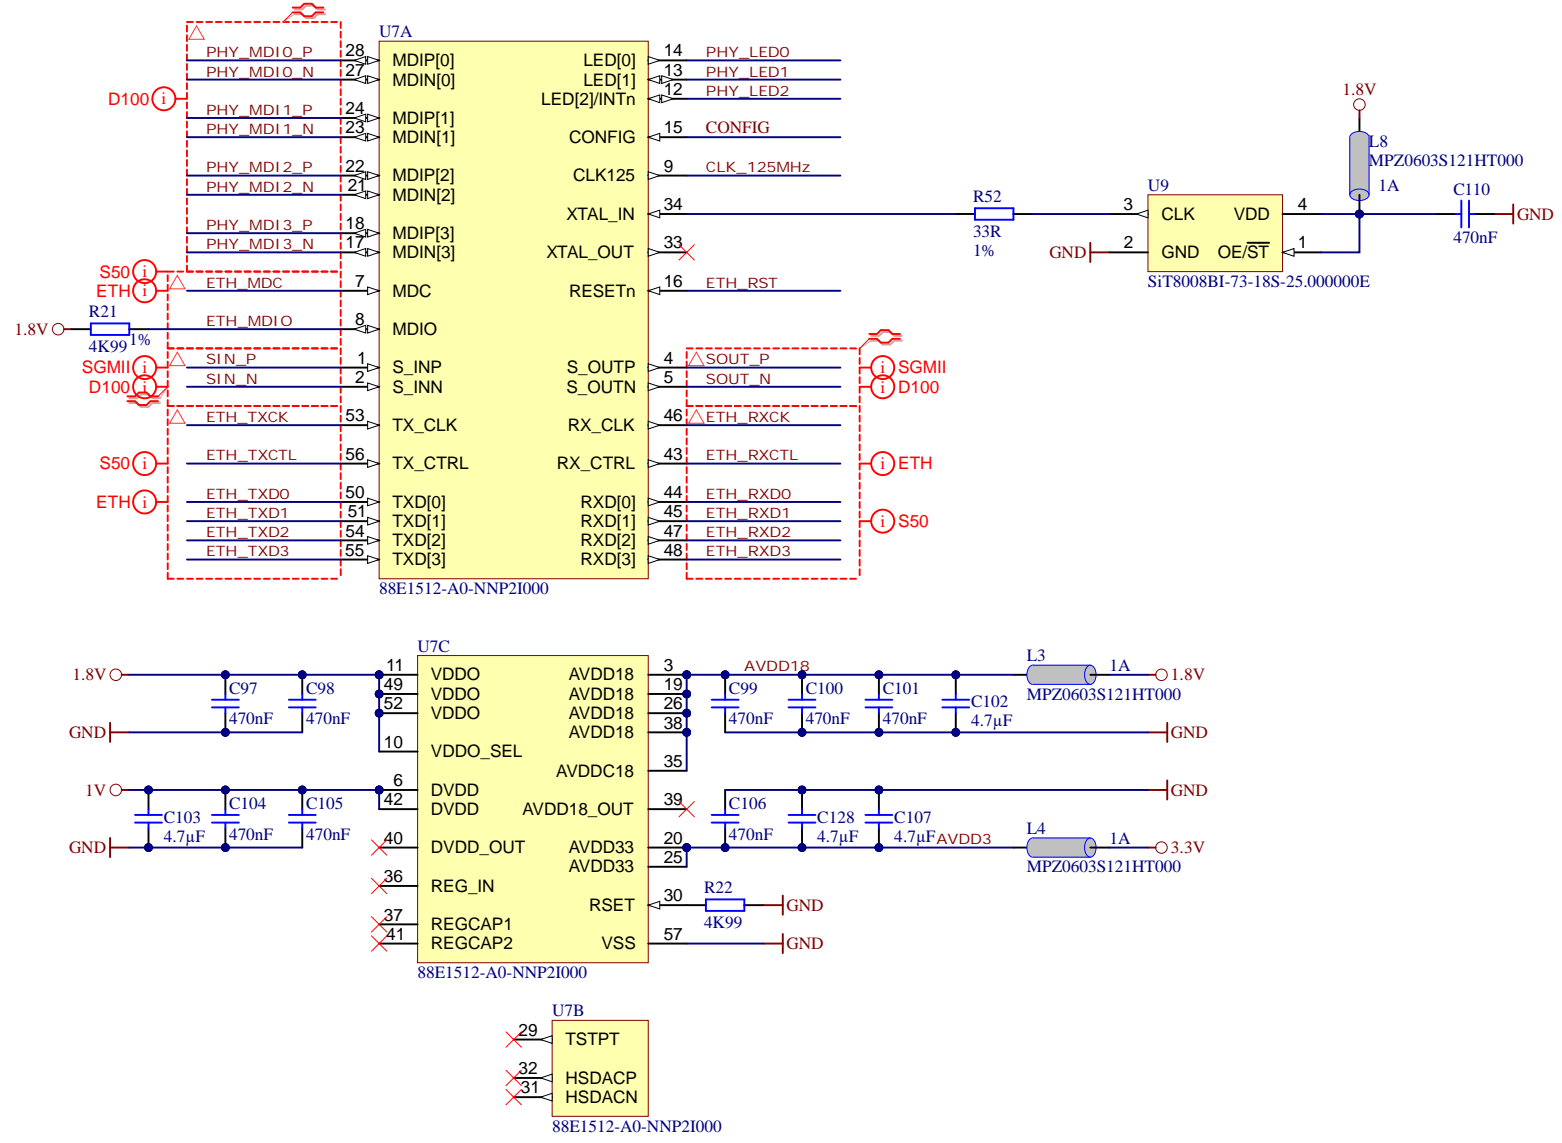 U7A
PHY_MDI0_P 28 MDIP[0] LED[0] 14 PHY_LED0
PHY_MDI0_N 27 MDIN[0] LED[1] 13 PHY_LED1
LED[2]/INTn 12 PHY_LED2
D100 i
PHY_MDI1_P 24 MDIP[1]
PHY_MDI1_N 23 MDIN[1] CONFIG 15 CONFIG
PHY_MDI2_P 22 MDIP[2] CLK125 9 CLK_125MHz
PHY_MDI2_N 21 MDIN[2]
XTAL_IN 34
PHY_MDI3_P 18 MDIP[3]
PHY_MDI3_N 17 MDIN[3] XTAL_OUT 33
S50 i
ETH i ETH_MDC 7 MDC RESETn 16 ETH_RST
R21
1.8V ETH_MDIO 8 MDIO
4K99 1%
SGMII i SIN_P 1 S_INP S_OUTP 4 SOUT_P i SGMII
D100 i SIN_N 2 S_INN S_OUTN 5 SOUT_N i D100
ETH_TXCK 53 TX_CLK RX_CLK 46 ETH_RXCK
S50 i ETH_TXCTL 56 TX_CTRL RX_CTRL 43 ETH_RXCTL i ETH
ETH i ETH_TXD0 50 TXD[0] RXD[0] 44 ETH_RXD0
ETH_TXD1 51 TXD[1] RXD[1] 45 ETH_RXD1 i S50
ETH_TXD2 54 TXD[2] RXD[2] 47 ETH_RXD2
ETH_TXD3 55 TXD[3] RXD[3] 48 ETH_RXD3
88E1512-A0-NNP2I000
1.8V
L8
MPZ0603S121HT000
1A
R52
33R
1%
U9
3 CLK VDD 4
GND 2 GND OE/ST 1
SiT8008BI-73-18S-25.000000E
C110
470nF
GND
U7C
1.8V 11 VDDO AVDD18 3 AVDD18
49 VDDO AVDD18 19
52 VDDO AVDD18 26
AVDD18 38
10 VDDO_SEL
AVDDC18 35
C97 470nF
C98 470nF
GND
C99 470nF
C100 470nF
C101 470nF
C102 4.7µF
L3 1A 1.8V
MPZ0603S121HT000
GND
1V 6 DVDD
42 DVDD AVDD18_OUT 39
C103 4.7µF
C104 470nF
C105 470nF
GND
GND
C106 470nF
C128 4.7µF
C107 4.7µF
AVDD3
L4 1A 3.3V
MPZ0603S121HT000
40 DVDD_OUT AVDD33 20
AVDD33 25
36 REG_IN
RSET 30 R22 4K99 GND
37 REGCAP1
41 REGCAP2 VSS 57 GND
88E1512-A0-NNP2I000
U7B
29 TSTPT
32 HSDACP
31 HSDACN
88E1512-A0-NNP2I000